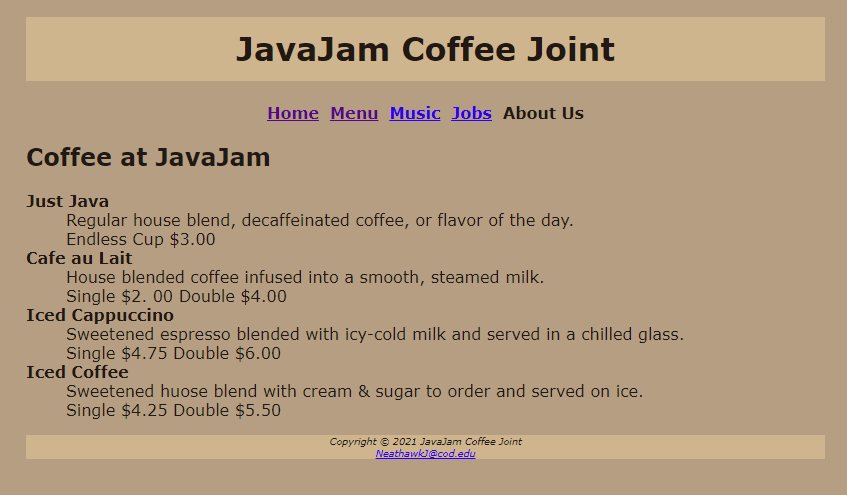 JavaJam Coffee Joint
Home Menu Music Jobs About Us
Coffee at JavaJam
Just Java
Regular house blend, decaffeinated coffee, or flavor of the day.
Endless Cup $3.00
Cafe au Lait
House blended coffee infused into a smooth, steamed milk.
Single $2. 00 Double $4.00
Iced Cappuccino
Sweetened espresso blended with icy-cold milk and served in a chilled glass.
Single $4.75 Double $6.00
Iced Coffee
Sweetened huose blend with cream & sugar to order and served on ice.
Single $4.25 Double $5.50
Copyright © 2021 JavaJam Coffee Joint
NeathawkJ@cod.edu